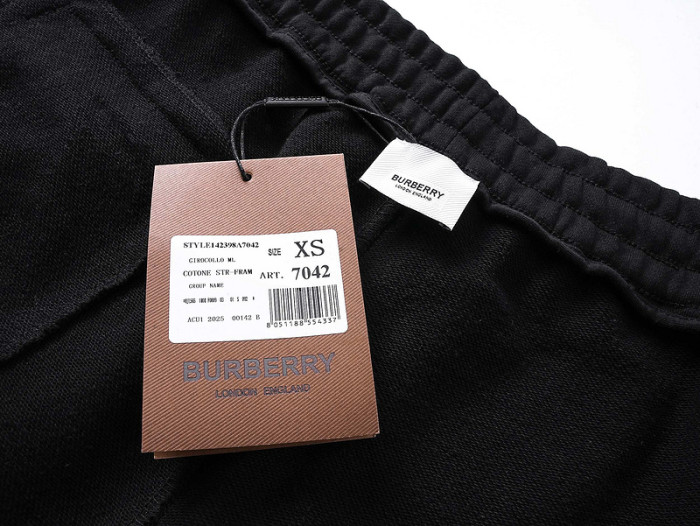 BURBERRY
LONDON ENGLAND
STYLE142398A7042
SIZE XS
GIROCOLLO ML
COTONE STR-FRAM ART. 7042
GROUP NAME
ACU1 2025 00142 B
8 051188 554337
BURBERRY
LONDON ENGLAND